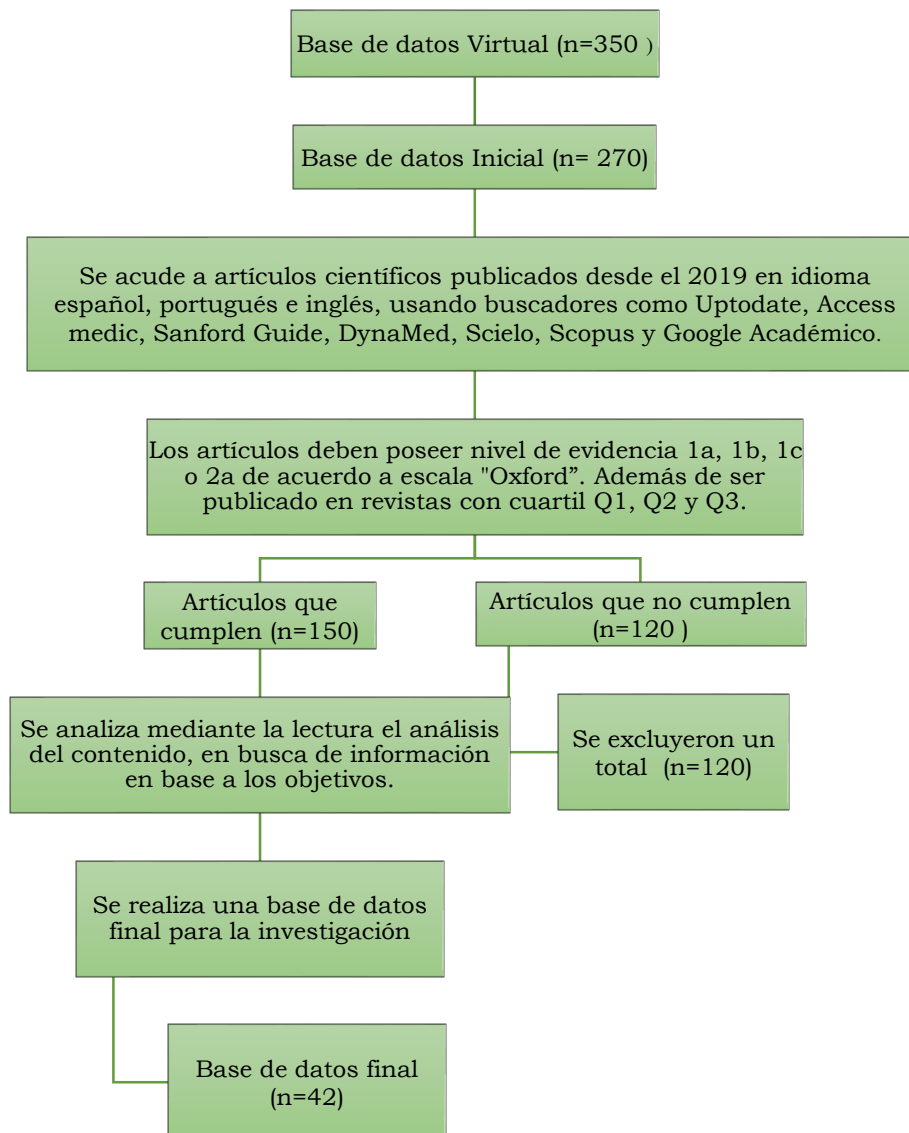 Base de datos Virtual (n=350 )
Base de datos Inicial (n= 270)
Se acude a artículos científicos publicados desde el 2019 en idioma
español, portugués e inglés, usando buscadores como Uptodate, Access
medic, Sanford Guide, DynaMed, Scielo, Scopus y Google Académico.
Los artículos deben poseer nivel de evidencia 1a, 1b, 1c
o 2a de acuerdo a escala "Oxford”. Además de ser
publicado en revistas con cuartil Q1, Q2 y Q3.
Artículos que
cumplen (n=150)
Artículos que no cumplen
(n=120 )
Se analiza mediante la lectura el análisis
del contenido, en busca de información
en base a los objetivos.
Se excluyeron un
total  (n=120)
Se realiza una base de datos
final para la investigación
Base de datos final
(n=42)